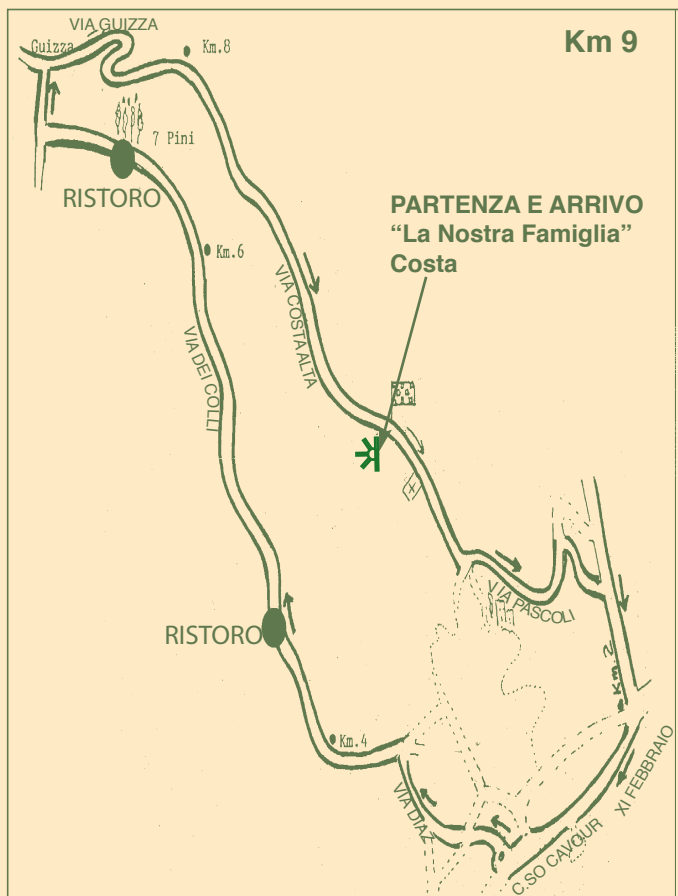 VIA GUIZZA
Guizza
Km.8
Km 9
7 Pini
RISTORO
PARTENZA E ARRIVO
“La Nostra Famiglia”
Costa
Km.6
VIA COSTA ALTA
VIA DEI COLLI
VIA PASCOLI
RISTORO
Km.2
Km.4
XI FEBBRAIO
VIA DIAZ
C.SO CAVOUR